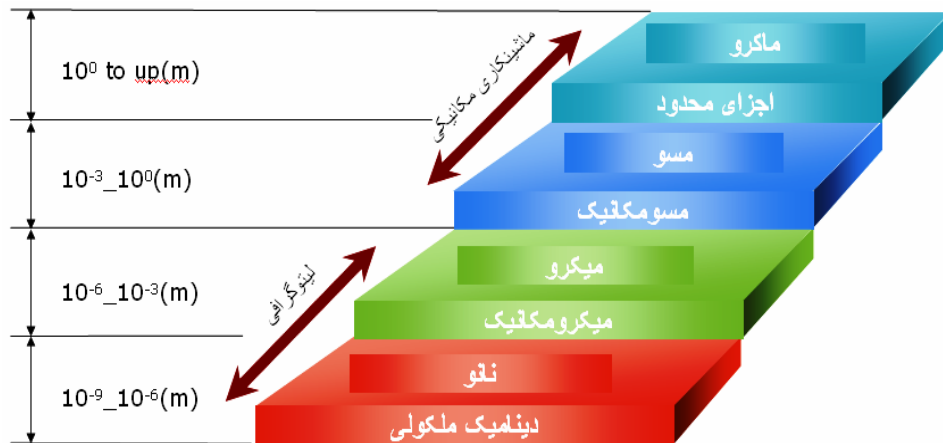 10⁰ to up(m)
ماشینکاری مکانیکی
ماکرو
اجزای محدود
10⁻³_10⁰(m)
مسو
مسومکانیک
10⁻⁶_10⁻³(m)
لیتوگرافی
میکرو
میکرومکانیک
10⁻⁹_10⁻⁶(m)
نانو
دینامیک ملکولی